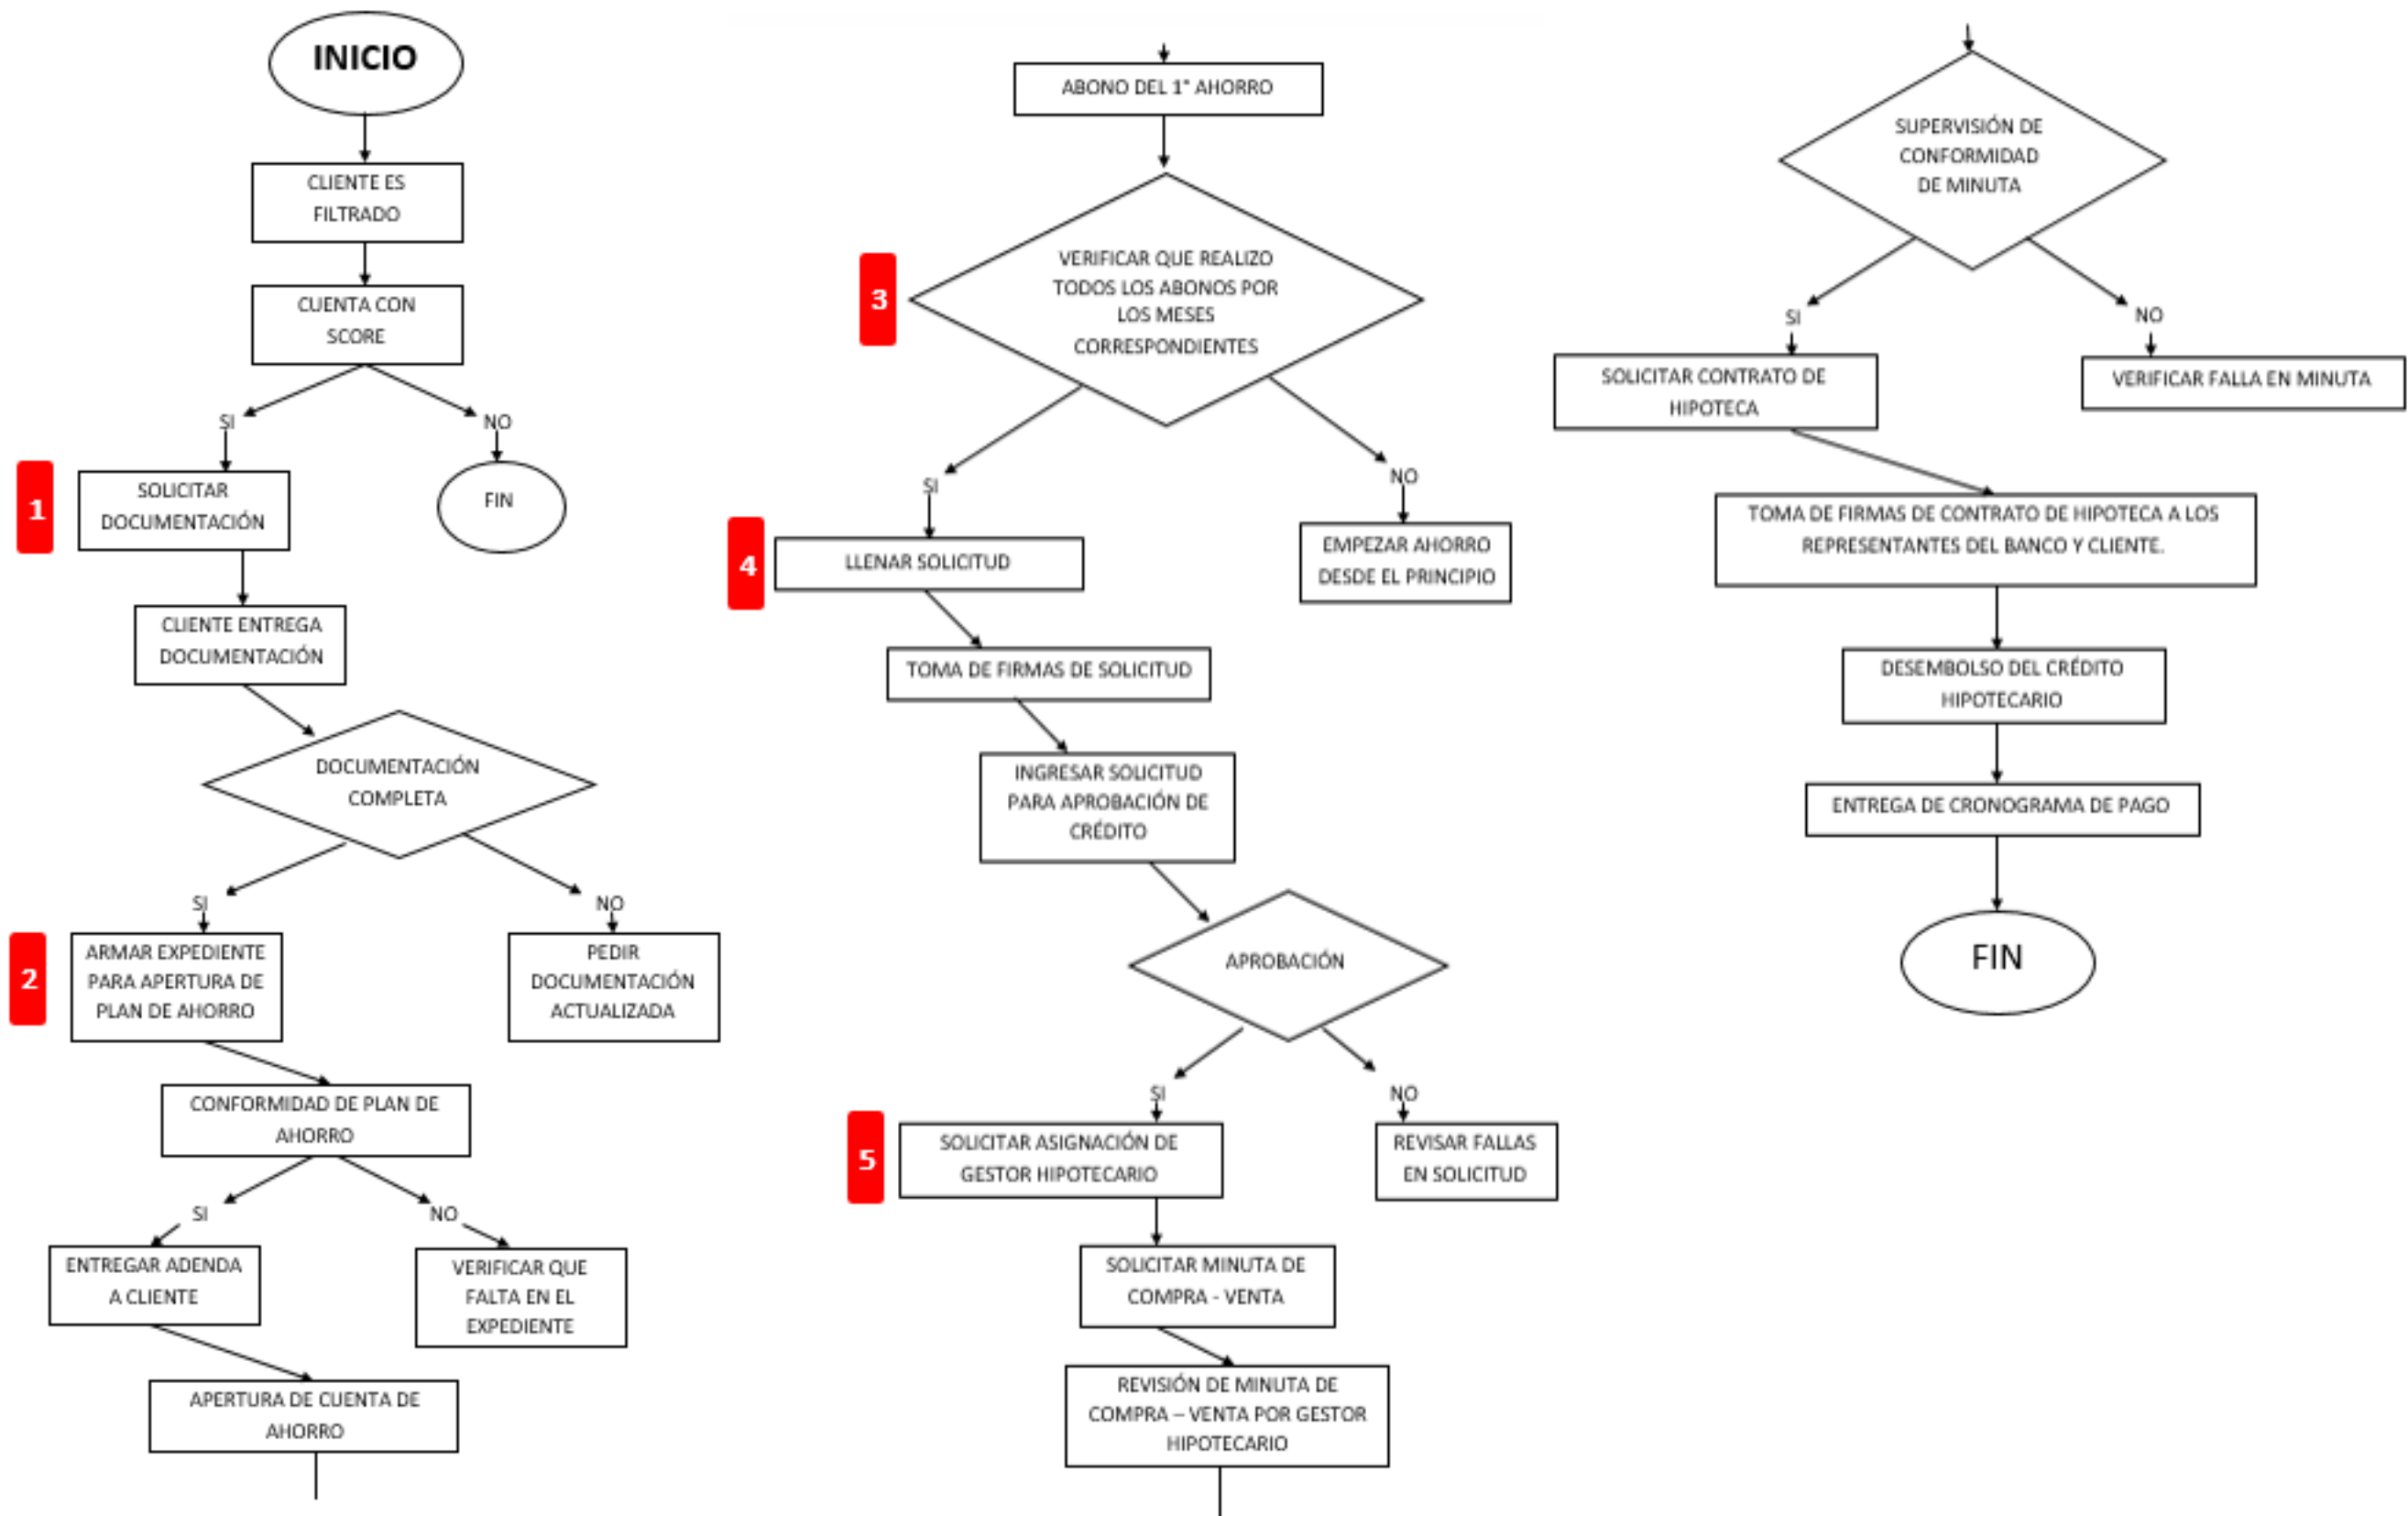 INICIO
CLIENTE ES
FILTRADO
CUENTA CON
SCORE
SI
NO
1
SOLICITAR
DOCUMENTACIÓN
FIN
CLIENTE ENTREGA
DOCUMENTACIÓN
DOCUMENTACIÓN
COMPLETA
SI
NO
2
ARMAR EXPEDIENTE
PARA APERTURA DE
PLAN DE AHORRO
PEDIR
DOCUMENTACIÓN
ACTUALIZADA
CONFORMIDAD DE PLAN DE
AHORRO
SI
NO
ENTREGAR ADENDA
A CLIENTE
VERIFICAR QUE
FALTA EN EL
EXPEDIENTE
APERTURA DE CUENTA DE
AHORRO
ABONO DEL 1° AHORRO
3
VERIFICAR QUE REALIZO
TODOS LOS ABONOS POR
LOS MESES
CORRESPONDIENTES
SI
NO
4
LLENAR SOLICITUD
EMPEZAR AHORRO
DESDE EL PRINCIPIO
TOMA DE FIRMAS DE SOLICITUD
INGRESAR SOLICITUD
PARA APROBACIÓN DE
CRÉDITO
APROBACIÓN
SI
NO
5
SOLICITAR ASIGNACIÓN DE
GESTOR HIPOTECARIO
REVISAR FALLAS
EN SOLICITUD
SOLICITAR MINUTA DE
COMPRA - VENTA
REVISIÓN DE MINUTA DE
COMPRA – VENTA POR GESTOR
HIPOTECARIO
SUPERVISIÓN DE
CONFORMIDAD
DE MINUTA
SI
NO
SOLICITAR CONTRATO DE
HIPOTECA
VERIFICAR FALLA EN MINUTA
TOMA DE FIRMAS DE CONTRATO DE HIPOTECA A LOS
REPRESENTANTES DEL BANCO Y CLIENTE.
DESEMBOLSO DEL CRÉDITO
HIPOTECARIO
ENTREGA DE CRONOGRAMA DE PAGO
FIN